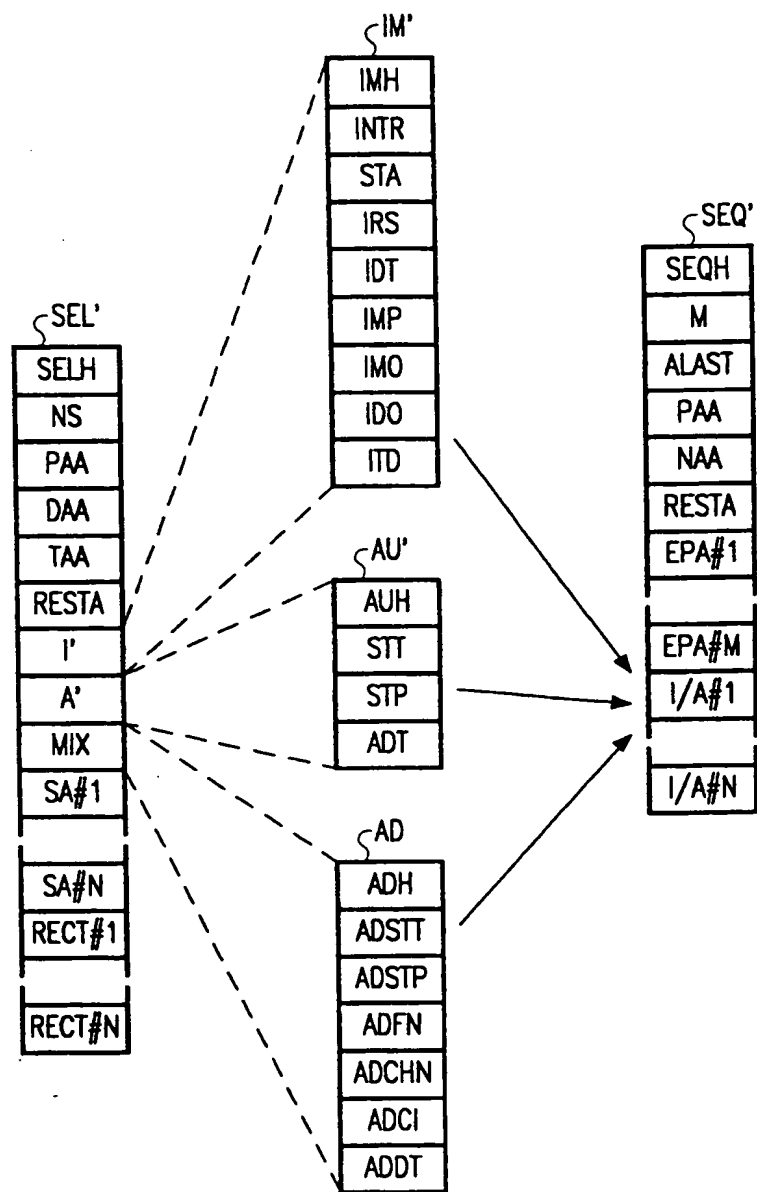 SEL'
SELH
NS
PAA
DAA
TAA
RESTA
I'
A'
MIX
SA#1
SA#N
RECT#1
RECT#N
IM'
IMH
INTR
STA
IRS
IDT
IMP
IMO
IDO
ITD
AU'
AUH
STT
STP
ADT
AD
ADH
ADSTT
ADSTP
ADFN
ADCHN
ADCI
ADDT
SEQ'
SEQH
M
ALAST
PAA
NAA
RESTA
EPA#1
EPA#M
I/A#1
I/A#N